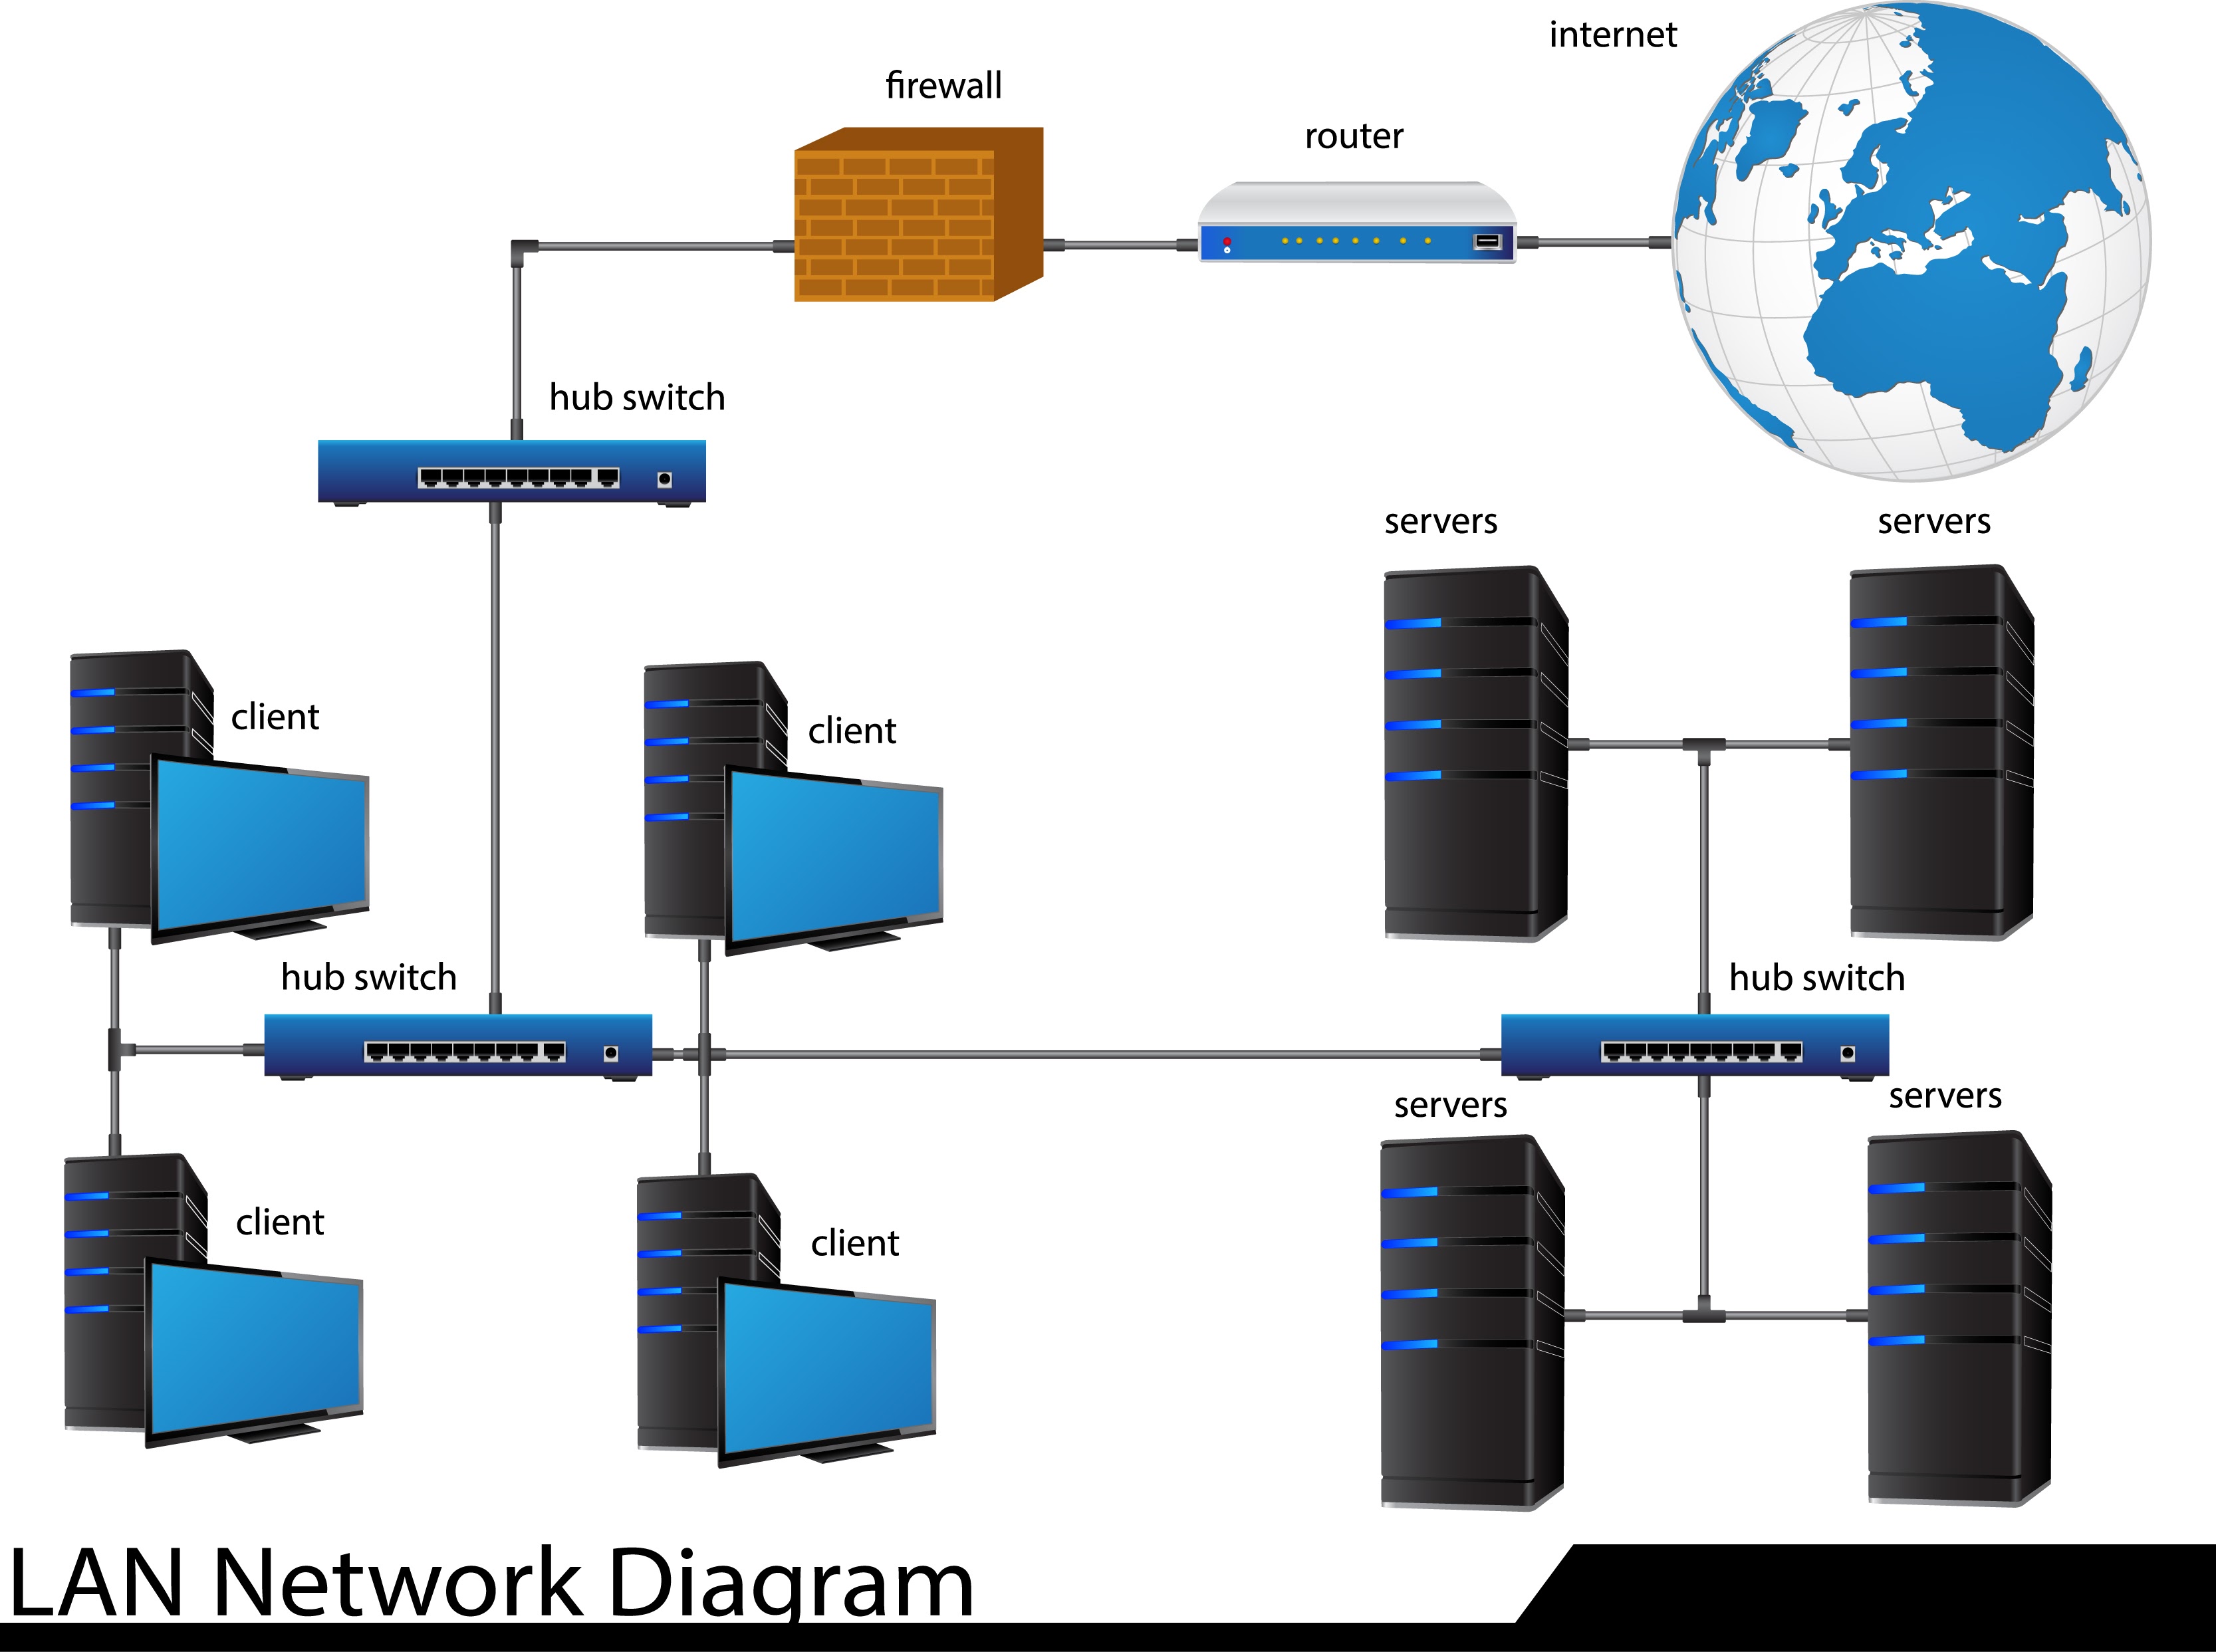 internet
firewall
router
hub switch
servers
servers
client
client
hub switch
hub switch
servers
servers
client
client
LAN Network Diagram